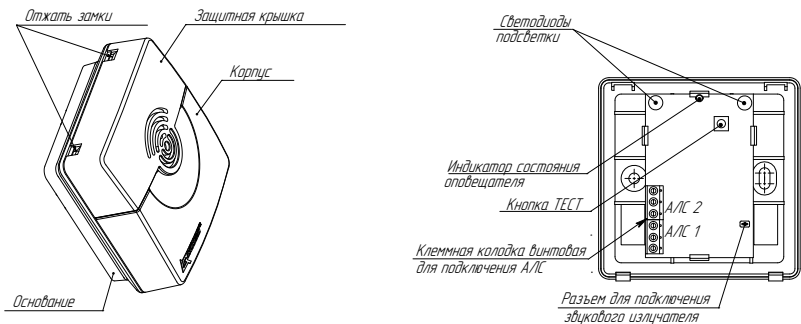 Отжать замки
Защитная крышка
Корпус
Основание
Светодиоды
подсветки
Индикатор состояния
оповещателя
Кнопка ТЕСТ
АЛС 2
АЛС 1
Клеммная колодка винтовая
для подключения АЛС
Разъем для подключения
звукового излучателя